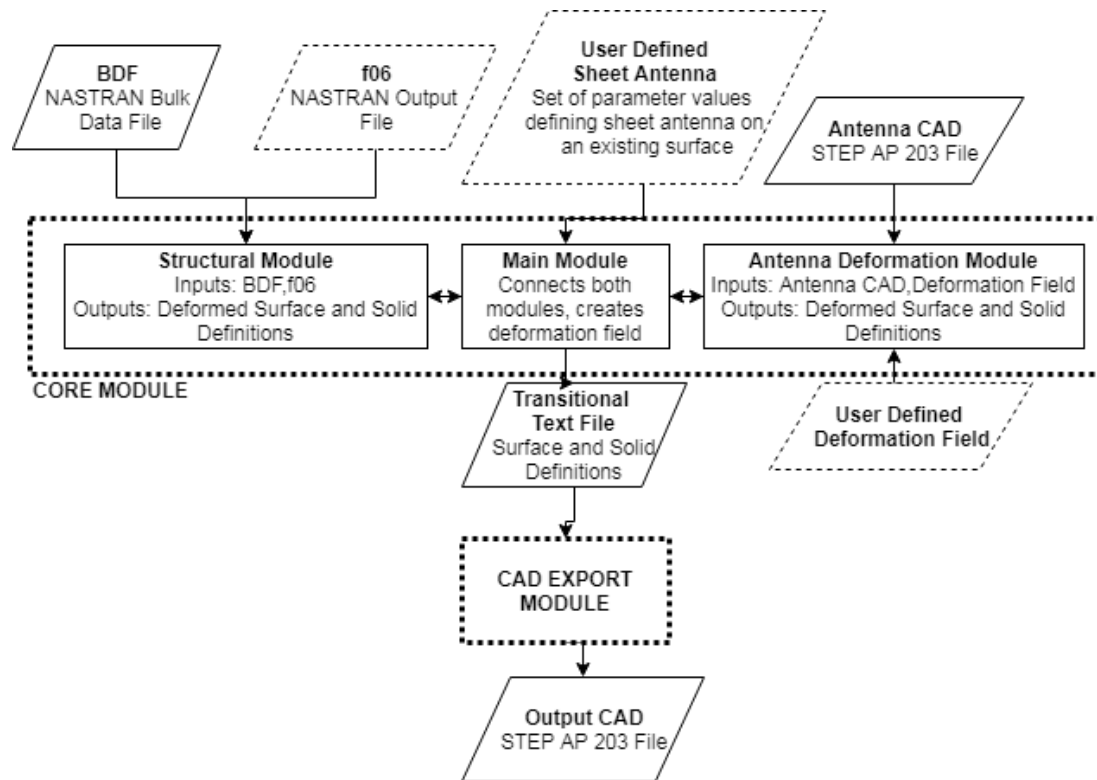 BDF
NASTRAN Bulk
Data File
f06
NASTRAN Output
File
User Defined
Sheet Antenna
Set of parameter values
defining sheet antenna on
an existing surface
Antenna CAD
STEP AP 203 File
Structural Module
Inputs: BDF,f06
Outputs: Deformed Surface and Solid
Definitions
Main Module
Connects both
modules, creates
deformation field
Antenna Deformation Module
Inputs: Antenna CAD,Deformation Field
Outputs: Deformed Surface and Solid
Definitions
CORE MODULE
Transitional
Text File
Surface and Solid
Definitions
User Defined
Deformation Field
CAD EXPORT
MODULE
Output CAD
STEP AP 203 File